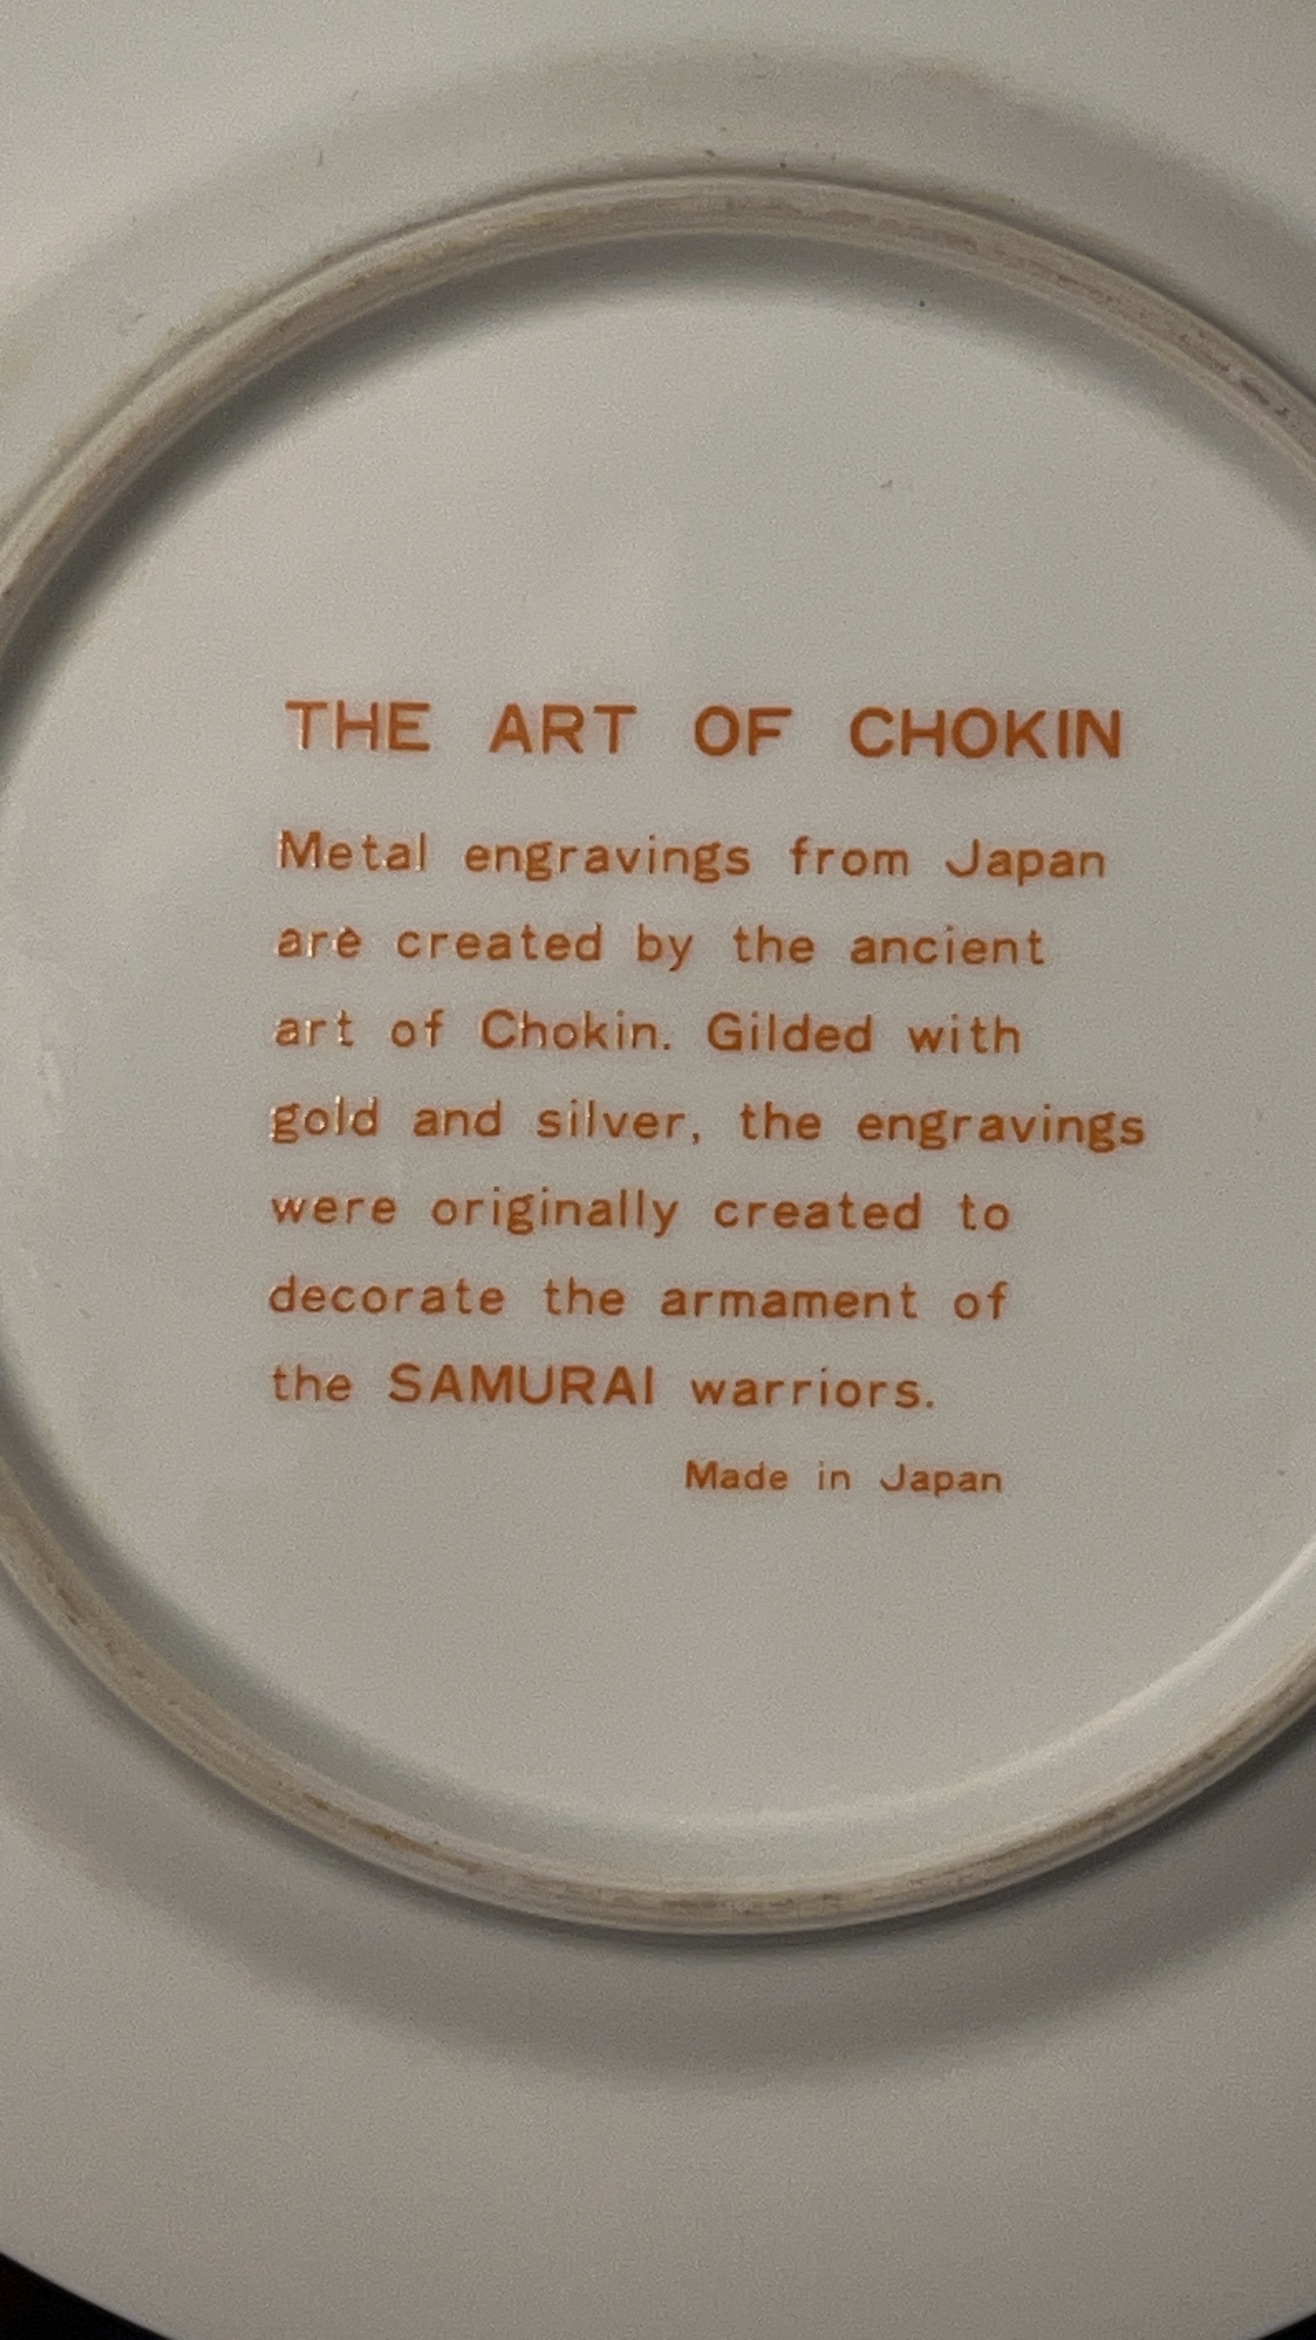 THE ART OF CHOKIN
Metal engravings from Japan
are created by the ancient
art of Chokin. Gilded with
gold and silver, the engravings
were originally created to
decorate the armament of
the SAMURAI warriors.
Made in Japan